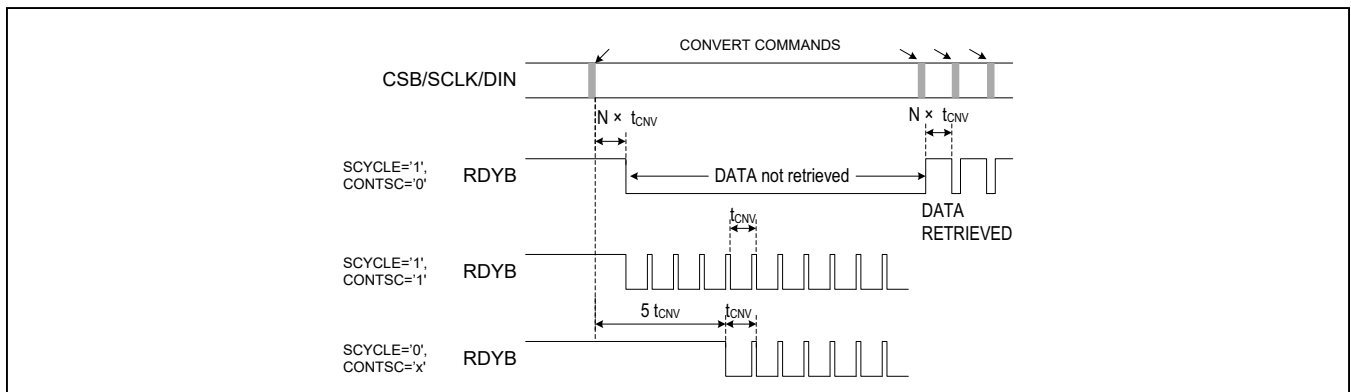 CONVERT COMMANDS
CSB/SCLK/DIN
N × tCNV
N × tCNV
SCYCLE='1',
CONTSC='0'
RDYB
DATA not retrieved
DATA
RETRIEVED
tCNV
SCYCLE='1',
CONTSC='1'
RDYB
5 tCNV
tCNV
SCYCLE='0',
CONTSC='x'
RDYB